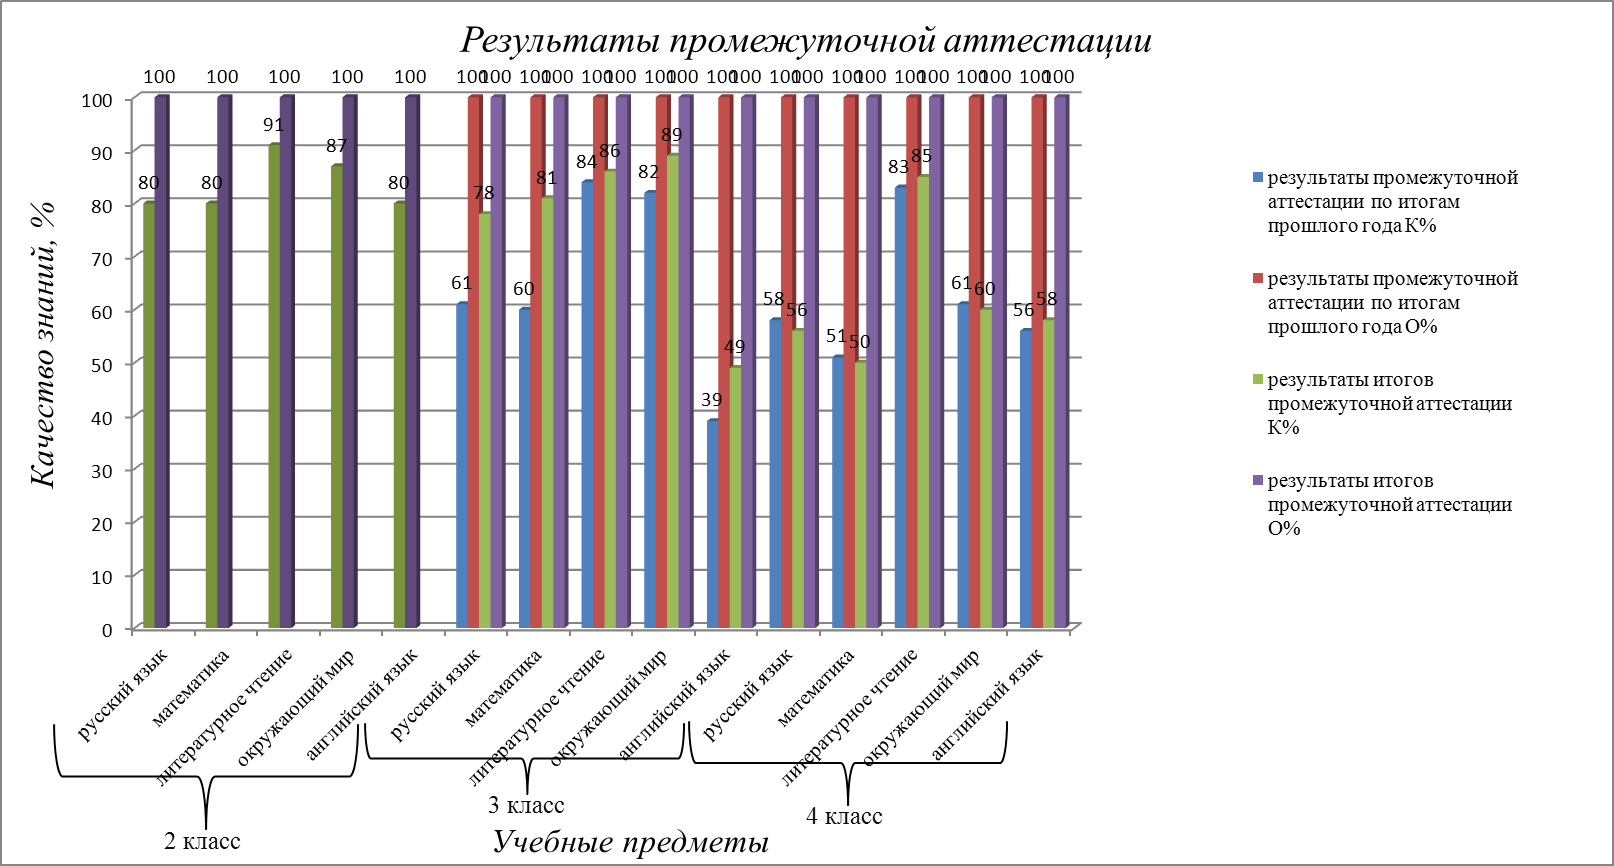 Результаты промежуточной аттестации
100 100 100 100 100 100 100 100 100 100 100 100 100 100 100 100 100 100 100 100 100 100 100 100 100
Качество знаний, %
100
90
80
70
60
50
40
30
20
10
0
80 80 91 87 80 61 78 60 81 84 86 82 89 39 49 58 56 51 50 83 85 61 60 56 58
русский язык
математика
литературное чтение
окружающий мир
английский язык
русский язык
математика
литературное чтение
окружающий мир
английский язык
русский язык
математика
литературное чтение
окружающий мир
английский язык
2 класс
3 класс
4 класс
Учебные предметы
результаты промежуточной
аттестации по итогам
прошлого года К%
результаты промежуточной
аттестации по итогам
прошлого года О%
результаты итогов
промежуточной аттестации
К%
результаты итогов
промежуточной аттестации
О%